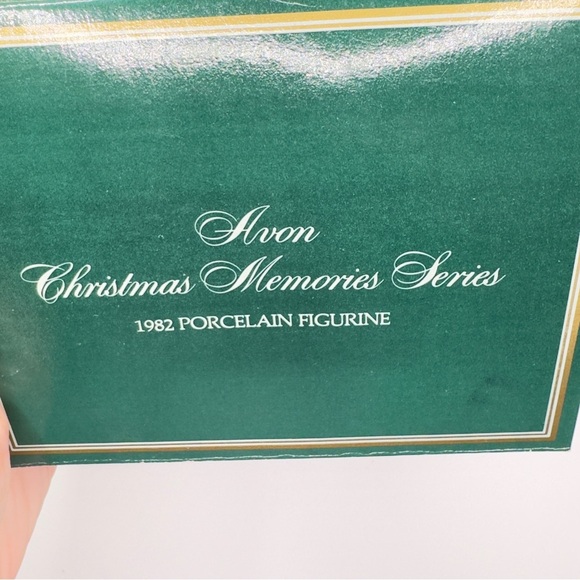 Avon
Christmas Memories Series
1982 PORCELAIN FIGURINE